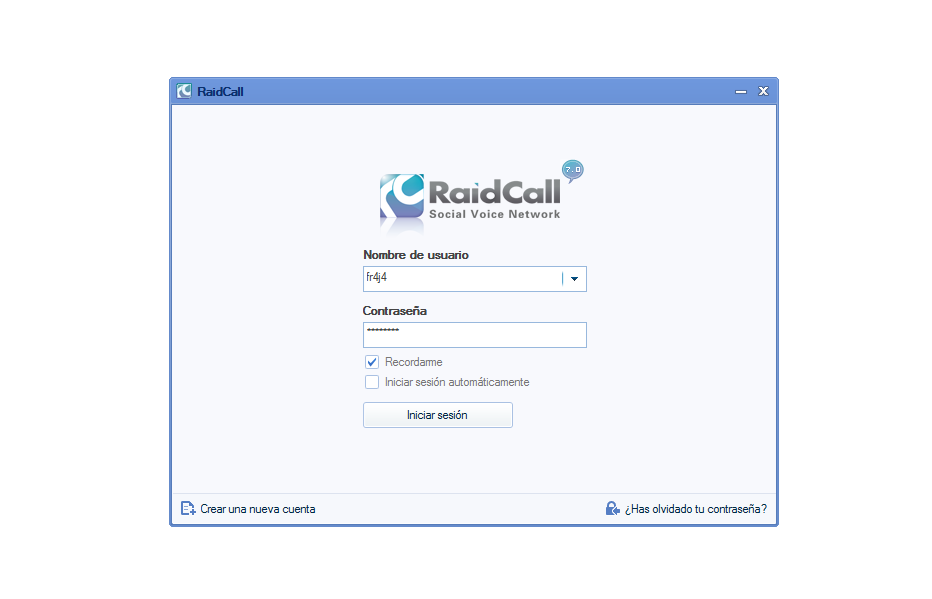 RaidCall
7.0
RaidCall
Social Voice Network
Nombre de usuario
fr4j4
Contraseña
********
Recordarme
Iniciar sesión automáticamente
Iniciar sesión
Crear una nueva cuenta
¿Has olvidado tu contraseña?